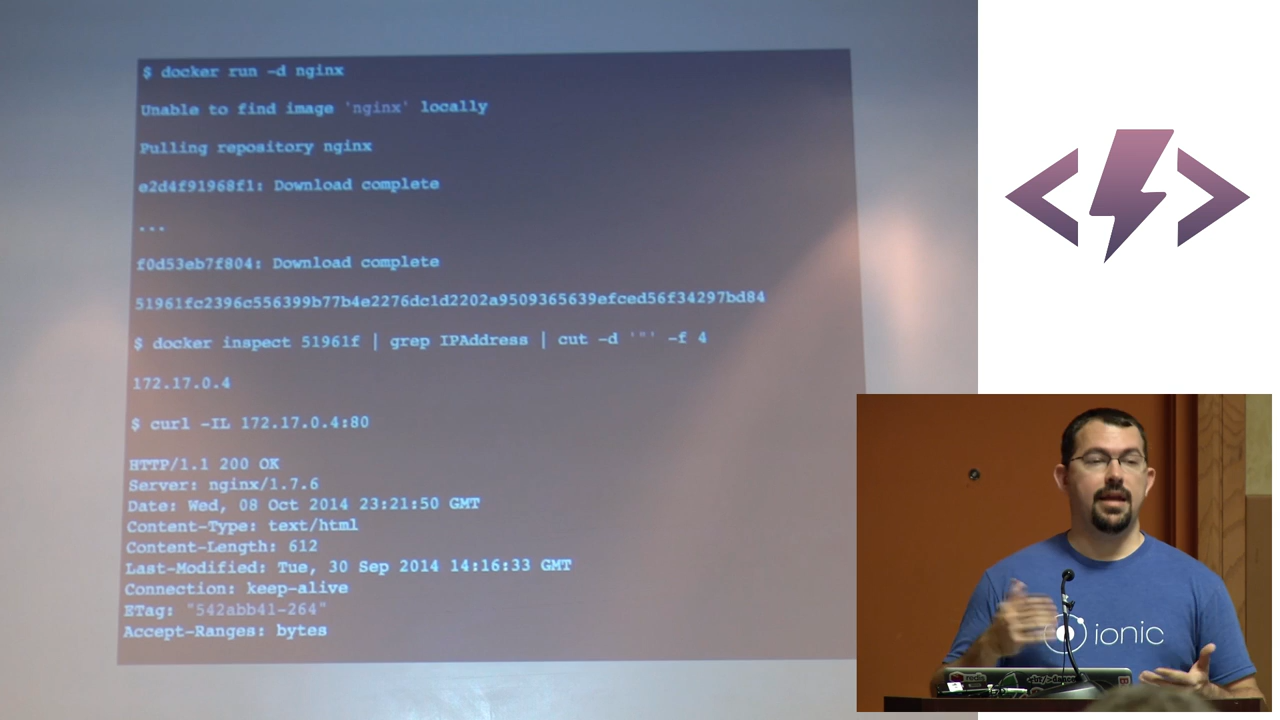 $ docker run -d nginx
Unable to find image 'nginx' locally
Pulling repository nginx
e2d4f91968f1: Download complete
...
f0d53eb7f804: Download complete
51961fc2396c556399b77b4e2276dc1d2202a9509365639efced56f34297bd84
$ docker inspect 51961f | grep IPAddress | cut -d '"' -f 4
172.17.0.4
$ curl -IL 172.17.0.4:80
HTTP/1.1 200 OK
Server: nginx/1.7.6
Date: Wed, 08 Oct 2014 23:21:50 GMT
Content-Type: text/html
Content-Length: 612
Last-Modified: Tue, 30 Sep 2014 14:16:33 GMT
Connection: keep-alive
ETag: "542abb41-264"
Accept-Ranges: bytes
ionic
redis